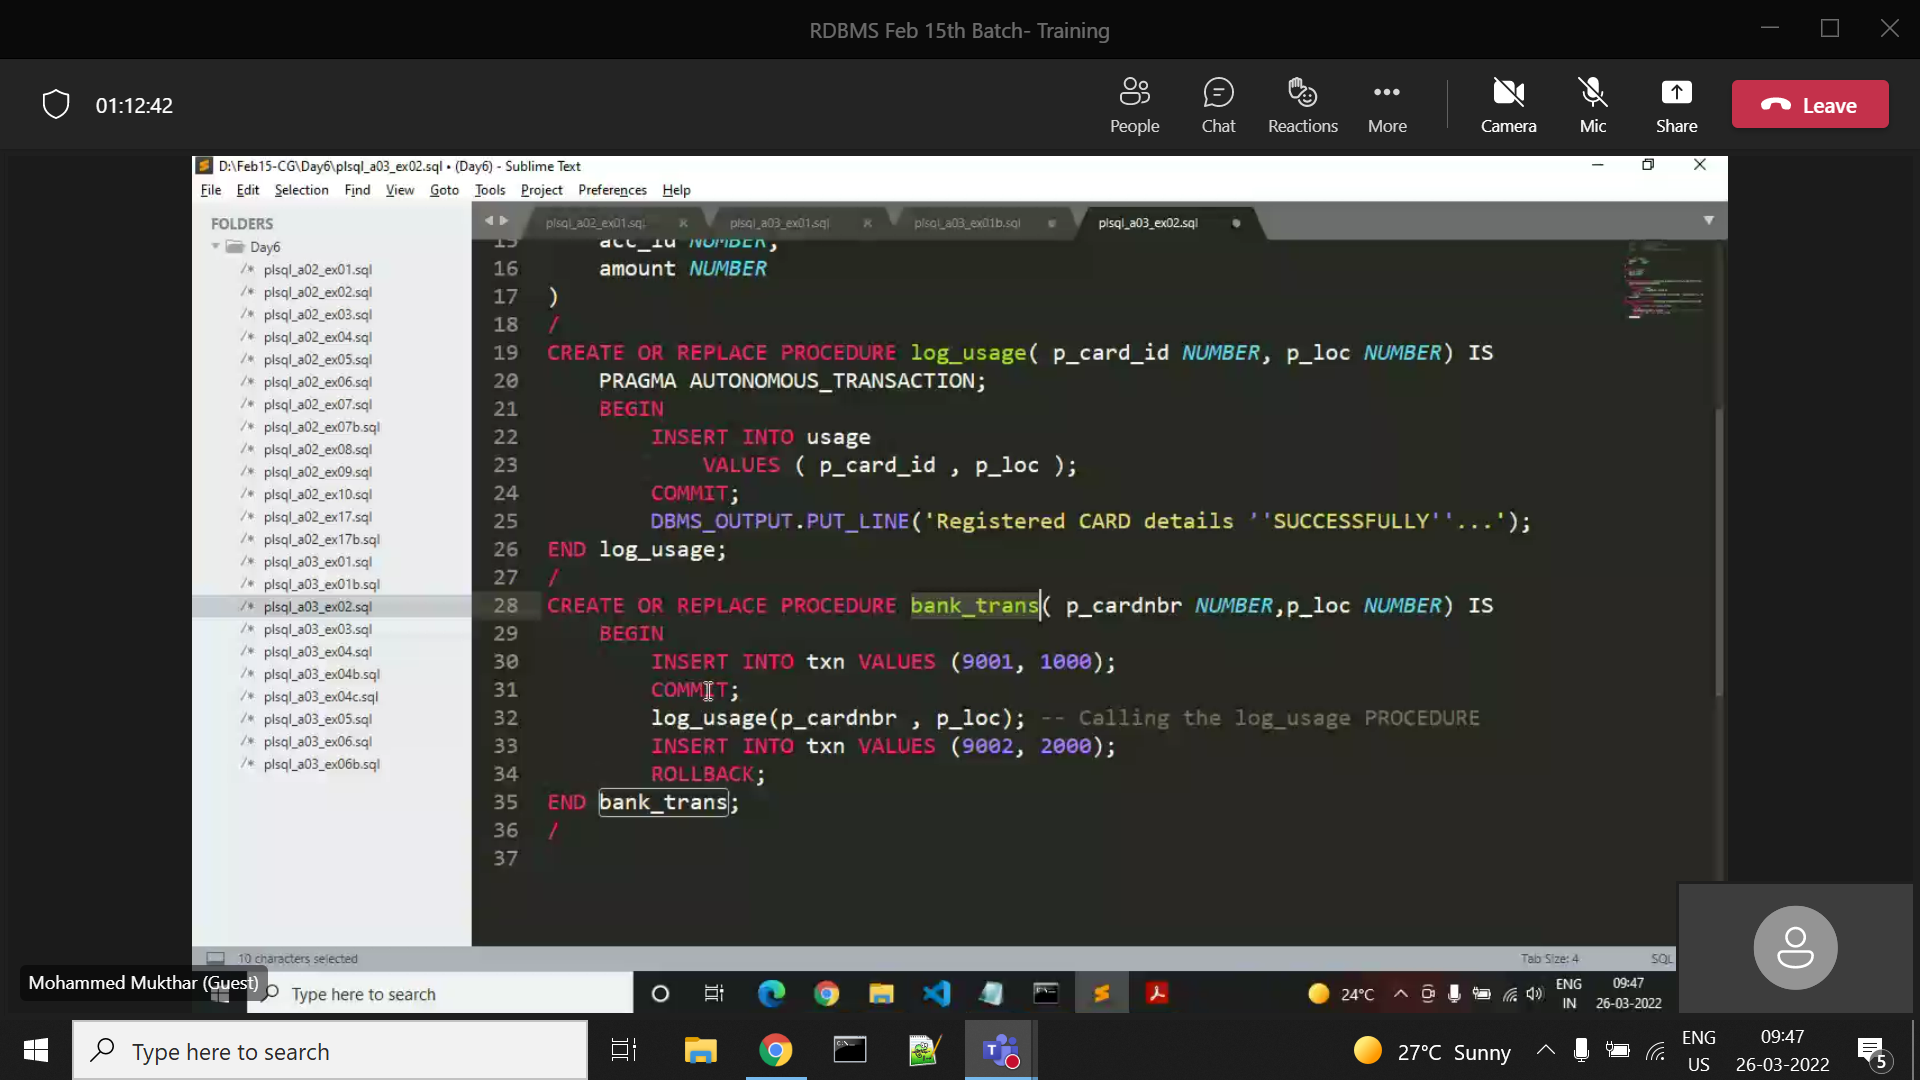 RDBMS Feb 15th Batch- Training
01:12:42
People
Chat
Reactions
More
Camera
Mic
Share
Leave
D:\Feb15-CG\Day6\plsql_a03_ex02.sql • (Day6) - Sublime Text
File Edit Selection Find View Goto Tools Project Preferences Help
FOLDERS
Day6
/* plsql_a02_ex01.sql
/* plsql_a02_ex02.sql
/* plsql_a02_ex03.sql
/* plsql_a02_ex04.sql
/* plsql_a02_ex05.sql
/* plsql_a02_ex06.sql
/* plsql_a02_ex07.sql
/* plsql_a02_ex07b.sql
/* plsql_a02_ex08.sql
/* plsql_a02_ex09.sql
/* plsql_a02_ex10.sql
/* plsql_a02_ex17.sql
/* plsql_a02_ex17b.sql
/* plsql_a03_ex01.sql
/* plsql_a03_ex01b.sql
/* plsql_a03_ex02.sql
/* plsql_a03_ex03.sql
/* plsql_a03_ex04.sql
/* plsql_a03_ex04b.sql
/* plsql_a03_ex04c.sql
/* plsql_a03_ex05.sql
/* plsql_a03_ex06.sql
/* plsql_a03_ex06b.sql
plsql_a02_ex01.sql plsql_a03_ex01.sql plsql_a03_ex01b.sql plsql_a03_ex02.sql
15 acc_id NUMBER,
16 amount NUMBER
17 )
18 /
19 CREATE OR REPLACE PROCEDURE log_usage( p_card_id NUMBER, p_loc NUMBER) IS
20 PRAGMA AUTONOMOUS_TRANSACTION;
21 BEGIN
22 INSERT INTO usage
23 VALUES ( p_card_id , p_loc );
24 COMMIT;
25 DBMS_OUTPUT.PUT_LINE('Registered CARD details ''SUCCESSFULLY''...');
26 END log_usage;
27 /
28 CREATE OR REPLACE PROCEDURE bank_trans( p_cardnbr NUMBER,p_loc NUMBER) IS
29 BEGIN
30 INSERT INTO txn VALUES (9001, 1000);
31 COMMIT;
32 log_usage(p_cardnbr , p_loc); -- Calling the log_usage PROCEDURE
33 INSERT INTO txn VALUES (9002, 2000);
34 ROLLBACK;
35 END bank_trans;
36 /
37
10 characters selected
Tab Size: 4
SQL
Mohammed Mukthar (Guest)
Type here to search
24°C
ENG
IN
09:47
26-03-2022
Type here to search
27°C Sunny
ENG
US
09:47
26-03-2022
5